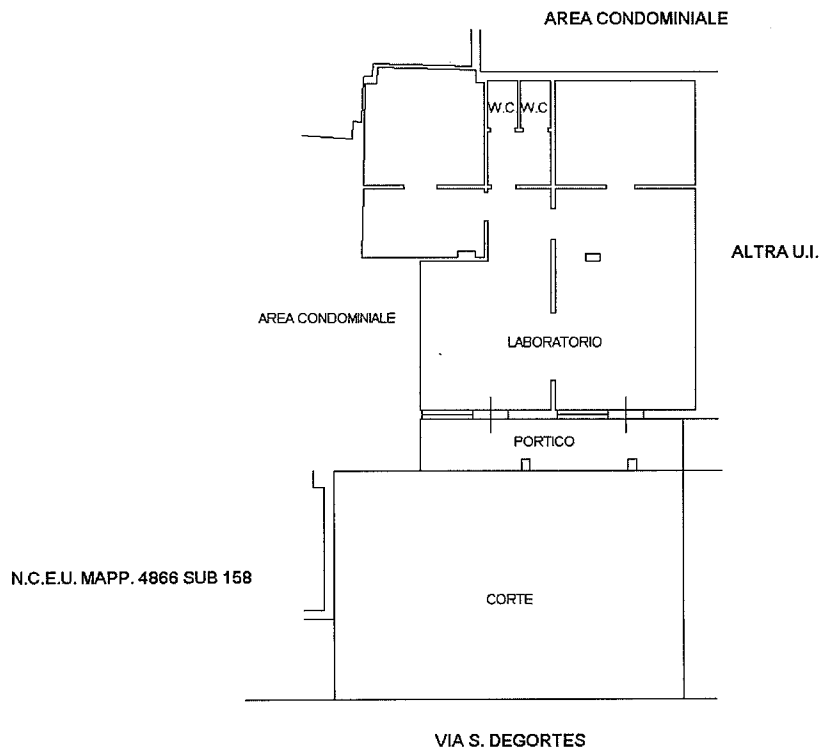 AREA CONDOMINIALE
W.C W.C
ALTRA U.I.
AREA CONDOMINIALE
LABORATORIO
PORTICO
N.C.E.U. MAPP. 4866 SUB 158
CORTE
VIA S. DEGORTES